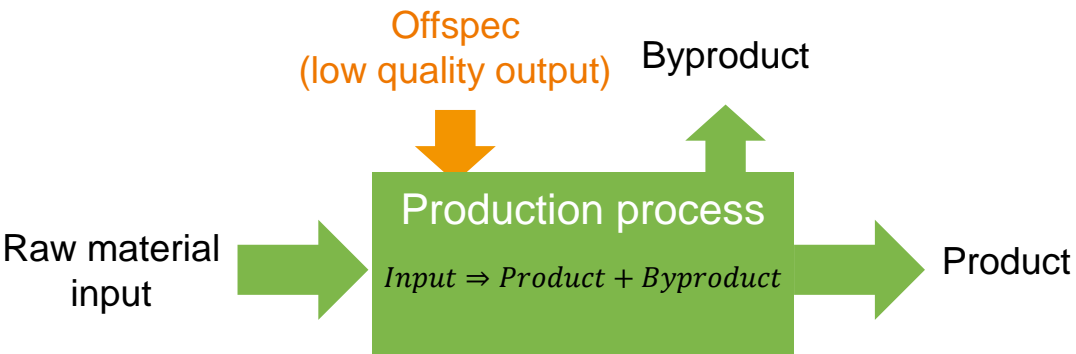 Offspec
(low quality output)
Byproduct
Production process
Raw material
input
Input ⇒ Product + Byproduct
Product